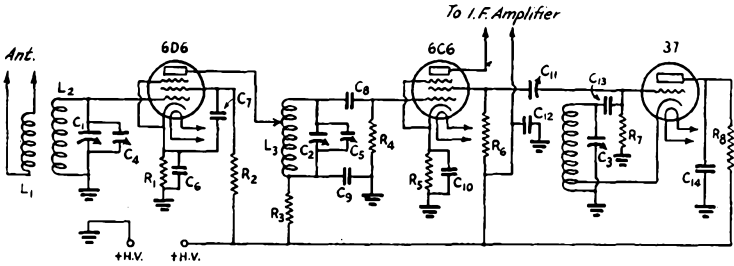 To I.F. Amplifier
Ant.
6D6
6C6
37
L2
C7
C8
C11
C13
C1
C4
L3
C2
C5
R4
C12
C3
R7
R8
L1
R1
C6
R2
C9
R5
C10
R6
C14
R3
+H.V.
+H.V.